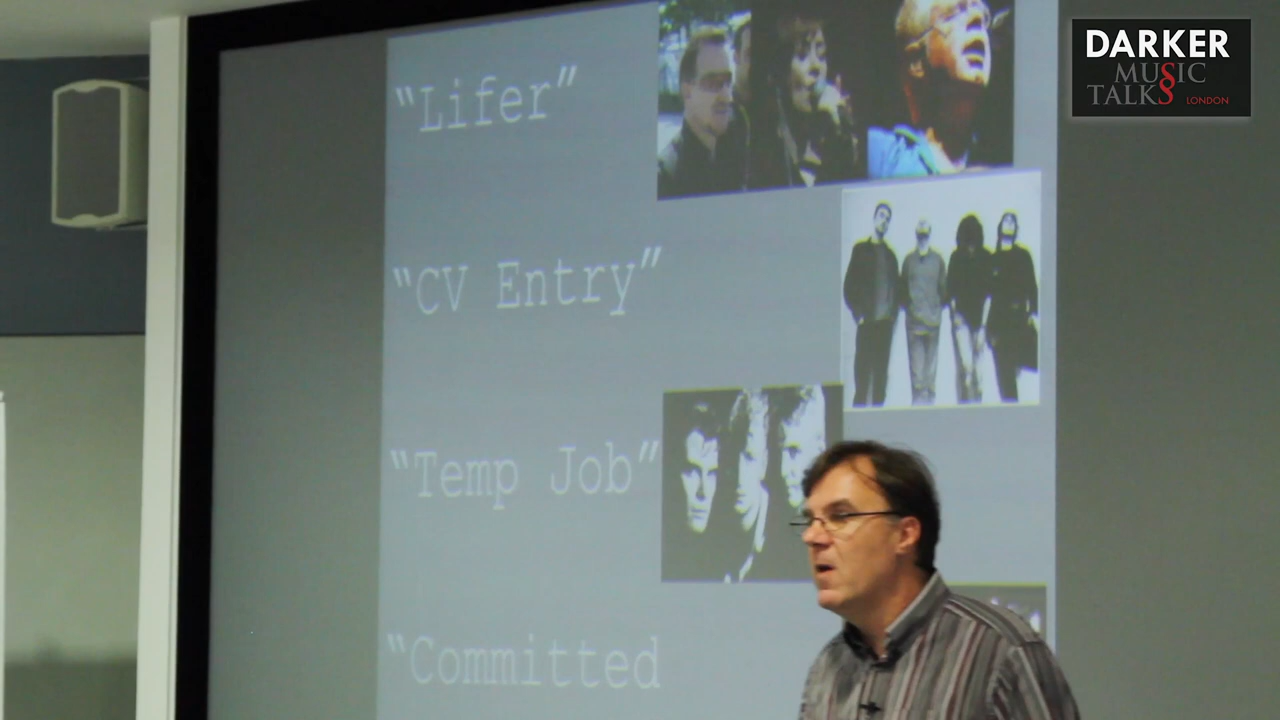 DARKER
MUSIC
TALKS LONDON
“Lifer”
“CV Entry”
“Temp Job”
“Committed